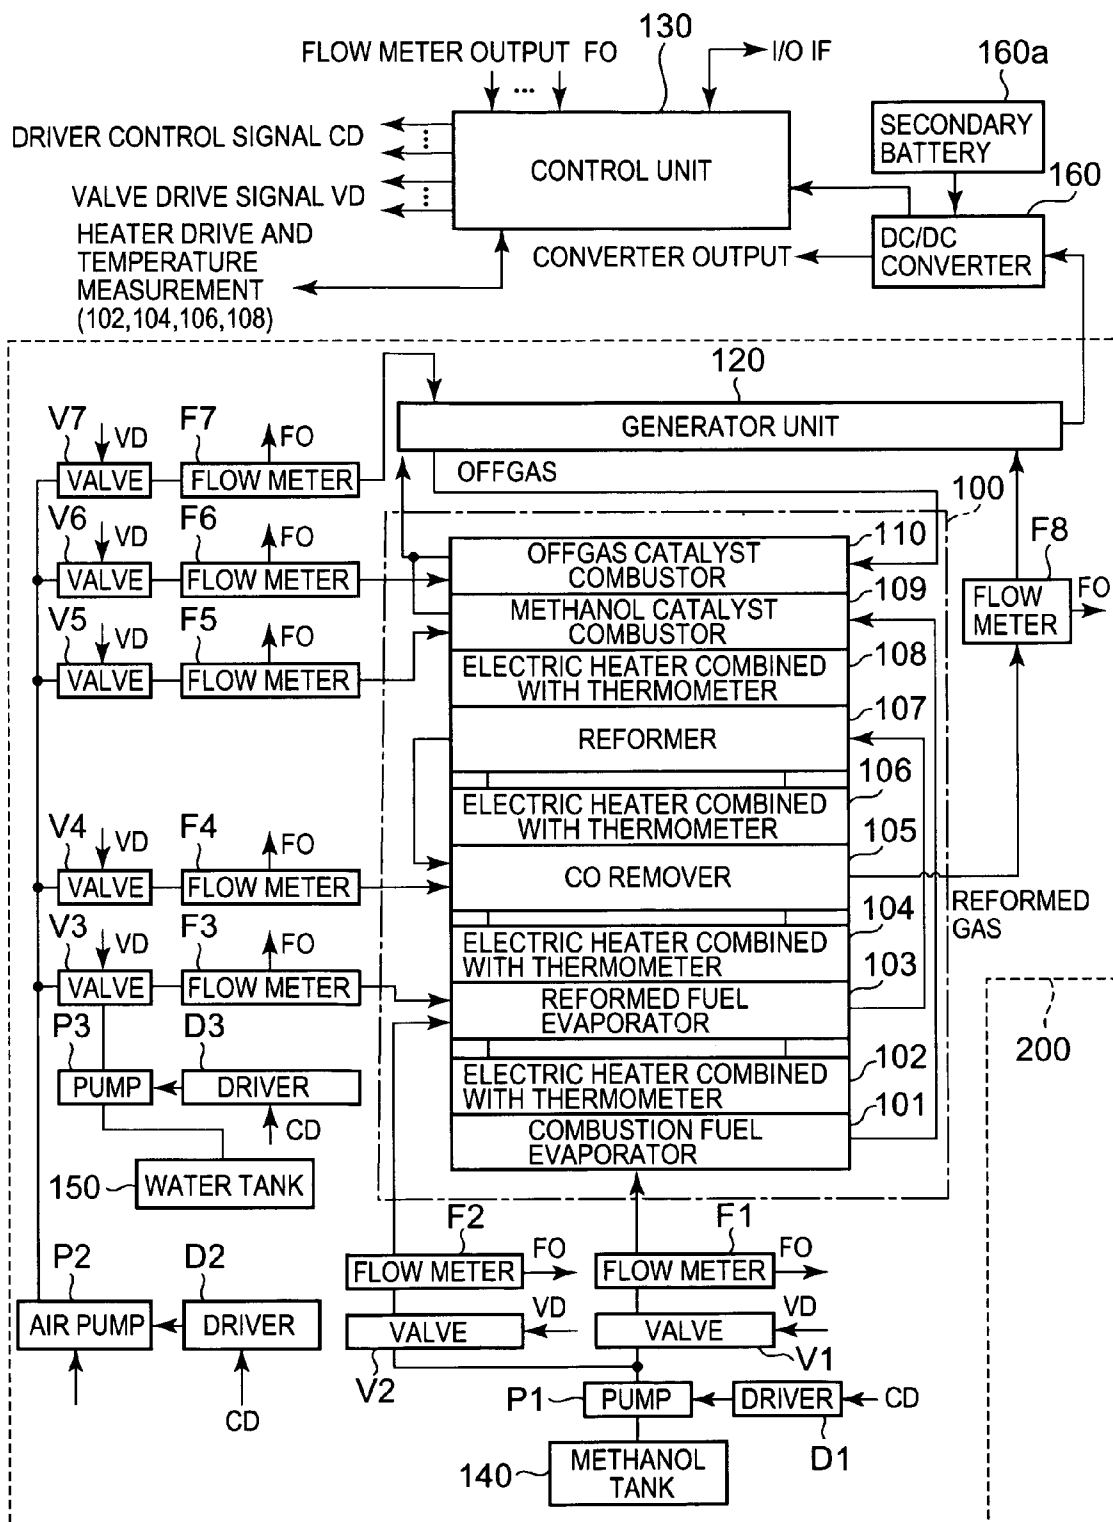 130
FLOW METER OUTPUT FO
...
I/O IF
160a
SECONDARY
BATTERY
DRIVER CONTROL SIGNAL CD
CONTROL UNIT
VALVE DRIVE SIGNAL VD
160
HEATER DRIVE AND
TEMPERATURE
MEASUREMENT
(102,104,106,108)
CONVERTER OUTPUT
DC/DC
CONVERTER
120
GENERATOR UNIT
OFFGAS
V7
VD
F7
FO
VALVE
FLOW METER
100
V6
VD
F6
FO
VALVE
FLOW METER
OFFGAS CATALYST
COMBUSTOR
110
F8
FLOW
METER
FO
V5
VD
F5
FO
VALVE
FLOW METER
METHANOL CATALYST
COMBUSTOR
109
ELECTRIC HEATER COMBINED
WITH THERMOMETER
108
REFORMER
107
ELECTRIC HEATER COMBINED
WITH THERMOMETER
106
V4
VD
F4
FO
VALVE
FLOW METER
CO REMOVER
105
REFORMED
GAS
ELECTRIC HEATER COMBINED
WITH THERMOMETER
104
V3
VD
F3
FO
VALVE
FLOW METER
REFORMED FUEL
EVAPORATOR
103
200
P3
D3
PUMP
DRIVER
CD
ELECTRIC HEATER COMBINED
WITH THERMOMETER
102
COMBUSTION FUEL
EVAPORATOR
101
150
WATER TANK
F2
FO
F1
FO
FLOW METER
FLOW METER
P2
D2
AIR PUMP
DRIVER
CD
VD
VALVE
V2
VD
VALVE
V1
P1
PUMP
DRIVER
CD
D1
140
METHANOL
TANK